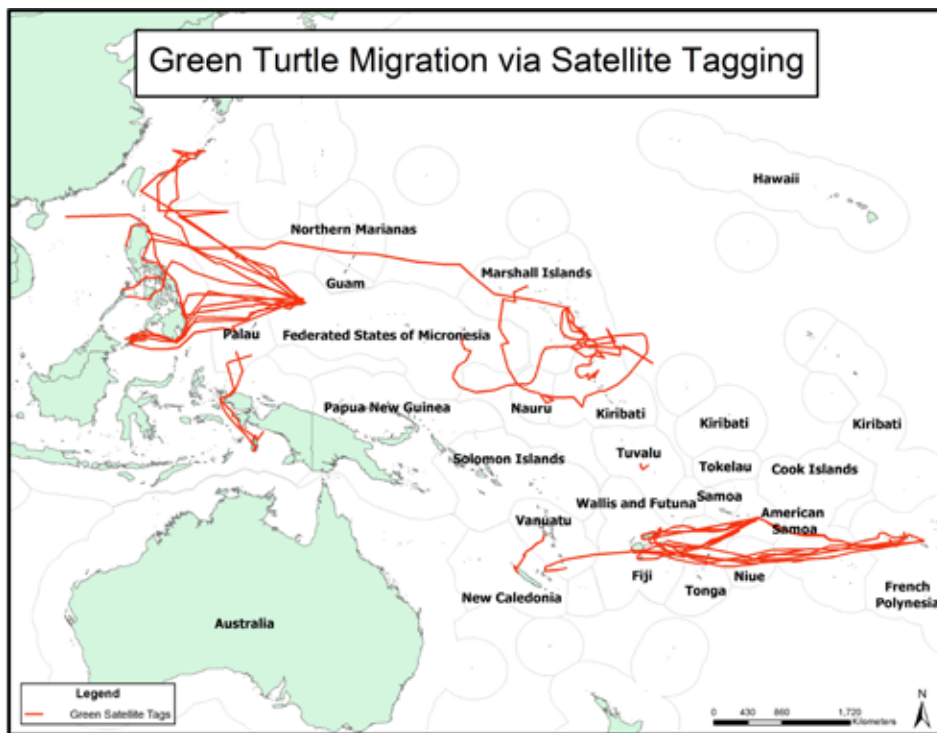 Green Turtle Migration via Satellite Tagging
Hawaii
Northern Marianas
Marshall Islands
Guam
Palau
Federated States of Micronesia
Papua New Guinea
Nauru
Kiribati
Kiribati
Kiribati
Solomon Islands
Tuvalu
Tokelau
Cook Islands
Wallis and Futuna
Samoa
American
Samoa
Vanuatu
Fiji
Niue
Tonga
New Caledonia
French
Polynesia
Australia
Legend
Green Satellite Tags
N
0 430 860 1,720
Kilometers